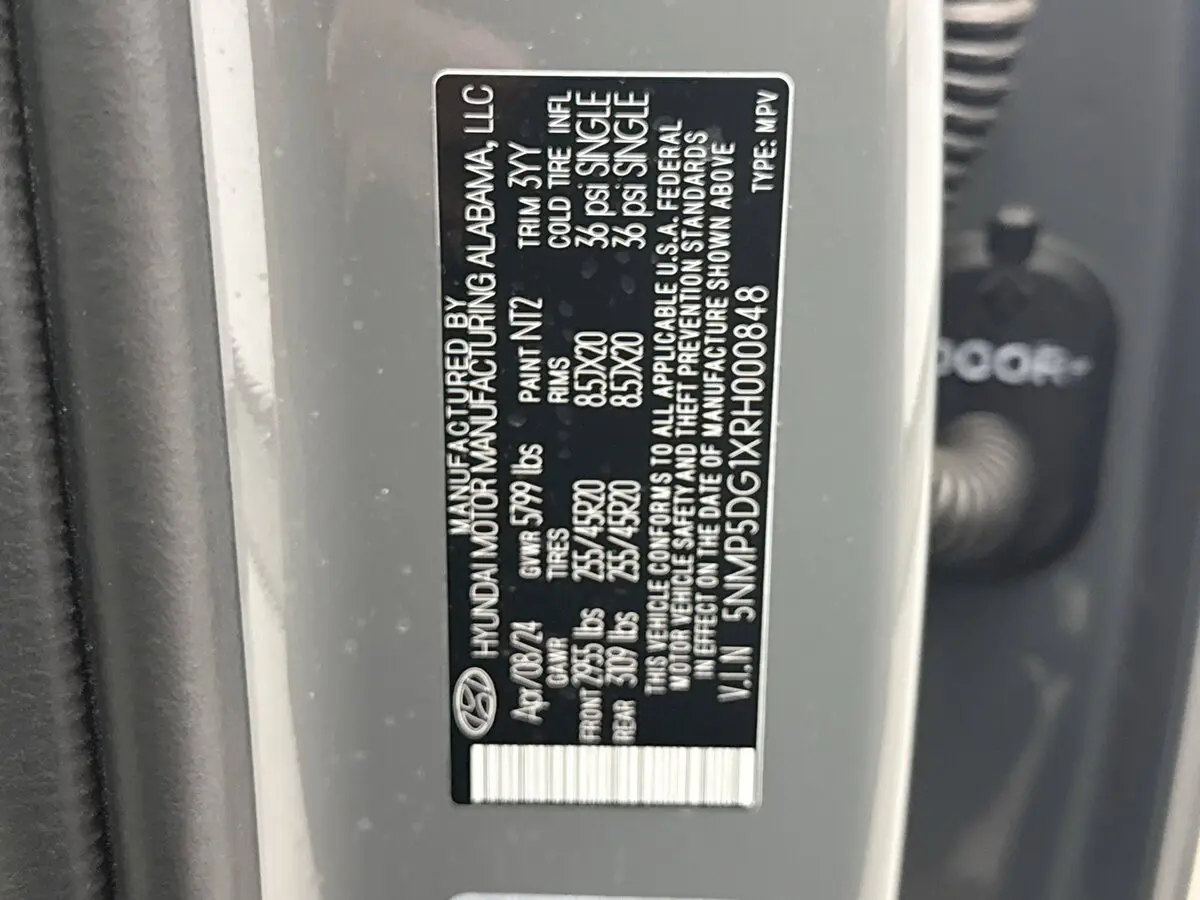 MANUFACTURED BY
HYUNDAI MOTOR MANUFACTURING ALABAMA, LLC
Apr/08/24 GVWR 5799 lbs PAINT NT2 TRIM 3YY
GAWR TIRES RIMS COLD TIRE INFL
FRONT 2955 lbs 255/45R20 8.5JX20 36 psi SINGLE
REAR 3109 lbs 255/45R20 8.5JX20 36 psi SINGLE
THIS VEHICLE CONFORMS TO ALL APPLICABLE U.S.A. FEDERAL
MOTOR VEHICLE SAFETY AND THEFT PREVENTION STANDARDS
IN EFFECT ON THE DATE OF MANUFACTURE SHOWN ABOVE
V.I.N 5NMP5DG1XRH000848 TYPE: MPV